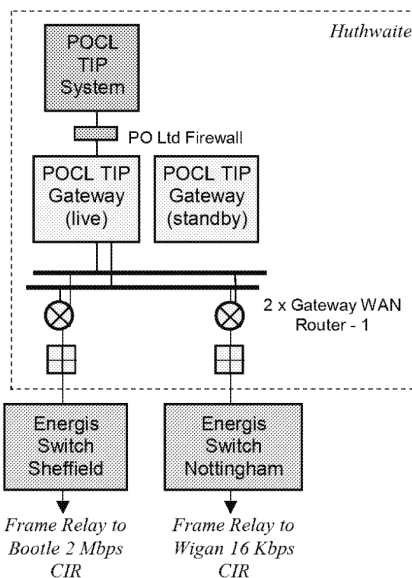 Huthwaite
POCL
TIP
System
PO Ltd Firewall
POCL TIP
Gateway
(live)
POCL TIP
Gateway
(standby)
2 x Gateway WAN
Router - 1
Energis
Switch
Sheffield
Energis
Switch
Nottingham
Frame Relay to
Bootle 2 Mbps
CIR
Frame Relay to
Wigan 16 Kbps
CIR